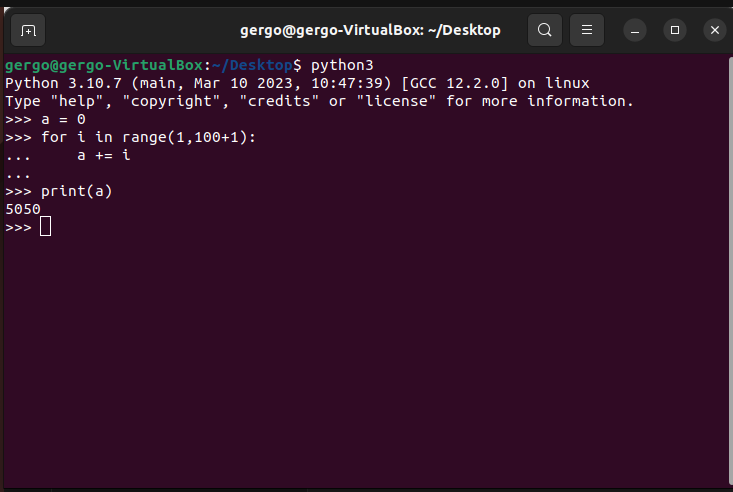 gergo@gergo-VirtualBox: ~/Desktop
gergo@gergo-VirtualBox:~/Desktop$ python3
Python 3.10.7 (main, Mar 10 2023, 10:47:39) [GCC 12.2.0] on linux
Type "help", "copyright", "credits" or "license" for more information.
>>> a = 0
>>> for i in range(1,100+1):
...     a += i
...
>>> print(a)
5050
>>>